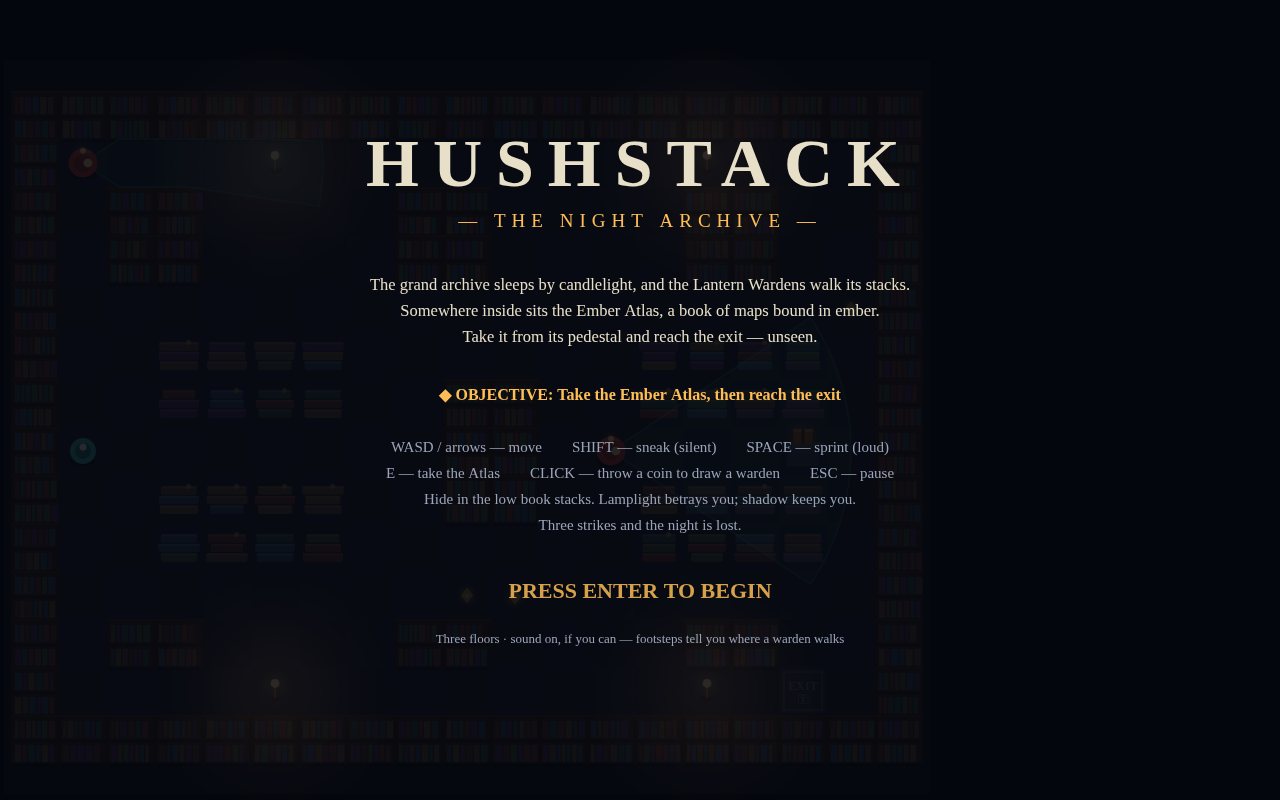 HUSHSTACK
— THE NIGHT ARCHIVE —
The grand archive sleeps by candlelight, and the Lantern Wardens walk its stacks.
Somewhere inside sits the Ember Atlas, a book of maps bound in ember.
Take it from its pedestal and reach the exit — unseen.
◆ OBJECTIVE: Take the Ember Atlas, then reach the exit
WASD / arrows — move SHIFT — sneak (silent) SPACE — sprint (loud)
E — take the Atlas CLICK — throw a coin to draw a warden ESC — pause
Hide in the low book stacks. Lamplight betrays you; shadow keeps you.
Three strikes and the night is lost.
PRESS ENTER TO BEGIN
Three floors · sound on, if you can — footsteps tell you where a warden walks
EXIT